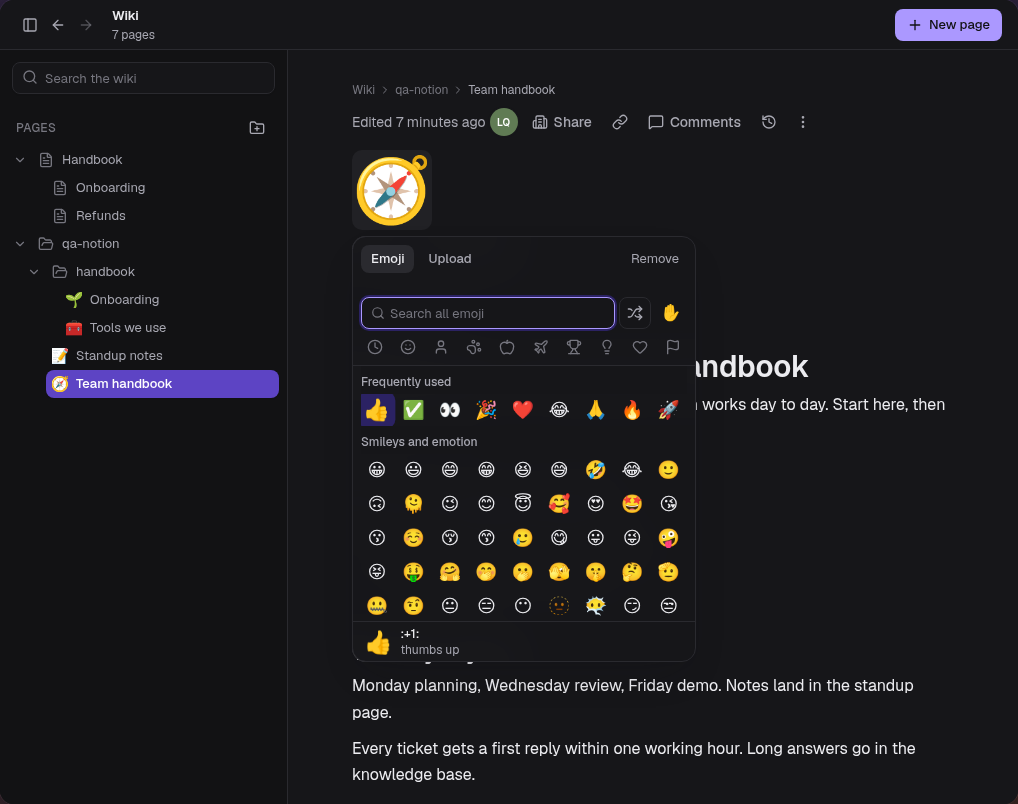 Wiki
7 pages
New page
Search the wiki
PAGES
Handbook
Onboarding
Refunds
qa-notion
handbook
Onboarding
Tools we use
Standup notes
Team handbook
Wiki qa-notion Team handbook
Edited 7 minutes ago LQ Share Comments
Emoji Upload Remove
Search all emoji
andbook
works day to day. Start here, then
Frequently used
Smileys and emotion
:+1:
thumbs up
Monday planning, Wednesday review, Friday demo. Notes land in the standup
page.
Every ticket gets a first reply within one working hour. Long answers go in the
knowledge base.